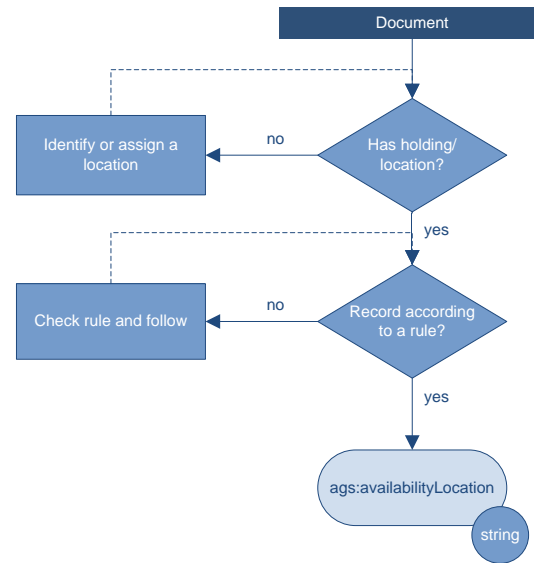 Document
Has holding/
location?
no
Identify or assign a
location
yes
Record according
to a rule?
no
Check rule and follow
yes
ags:availabilityLocation
string